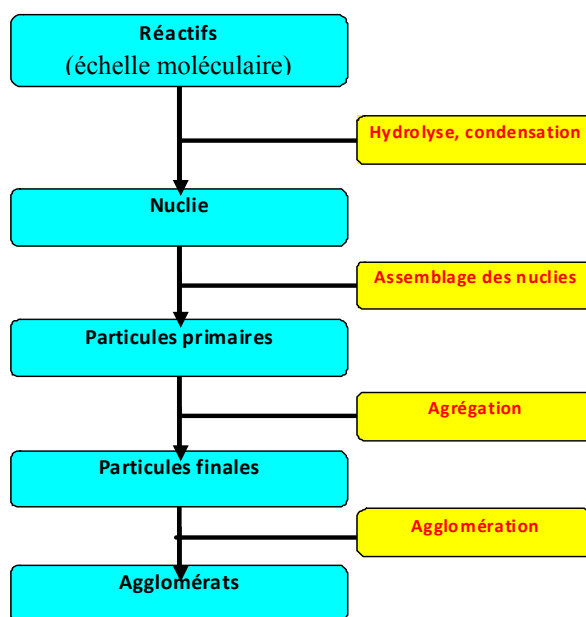 Réactifs
(échelle moléculaire)
Hydrolyse, condensation
Nuclie
Assemblage des nuclies
Particules primaires
Agrégation
Particules finales
Agglomération
Agglomérats